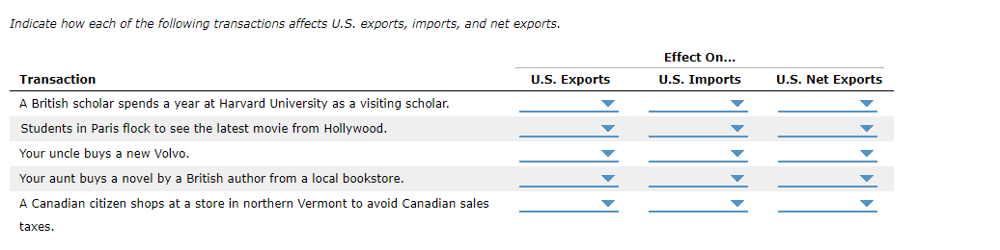 Indicate how each of the following transactions affects U.S. exports, imports, and net exports.
Effect On...
Transaction U.S. Exports U.S. Imports U.S. Net Exports
A British scholar spends a year at Harvard University as a visiting scholar.
Students in Paris flock to see the latest movie from Hollywood.
Your uncle buys a new Volvo.
Your aunt buys a novel by a British author from a local bookstore.
A Canadian citizen shops at a store in northern Vermont to avoid Canadian sales
taxes.